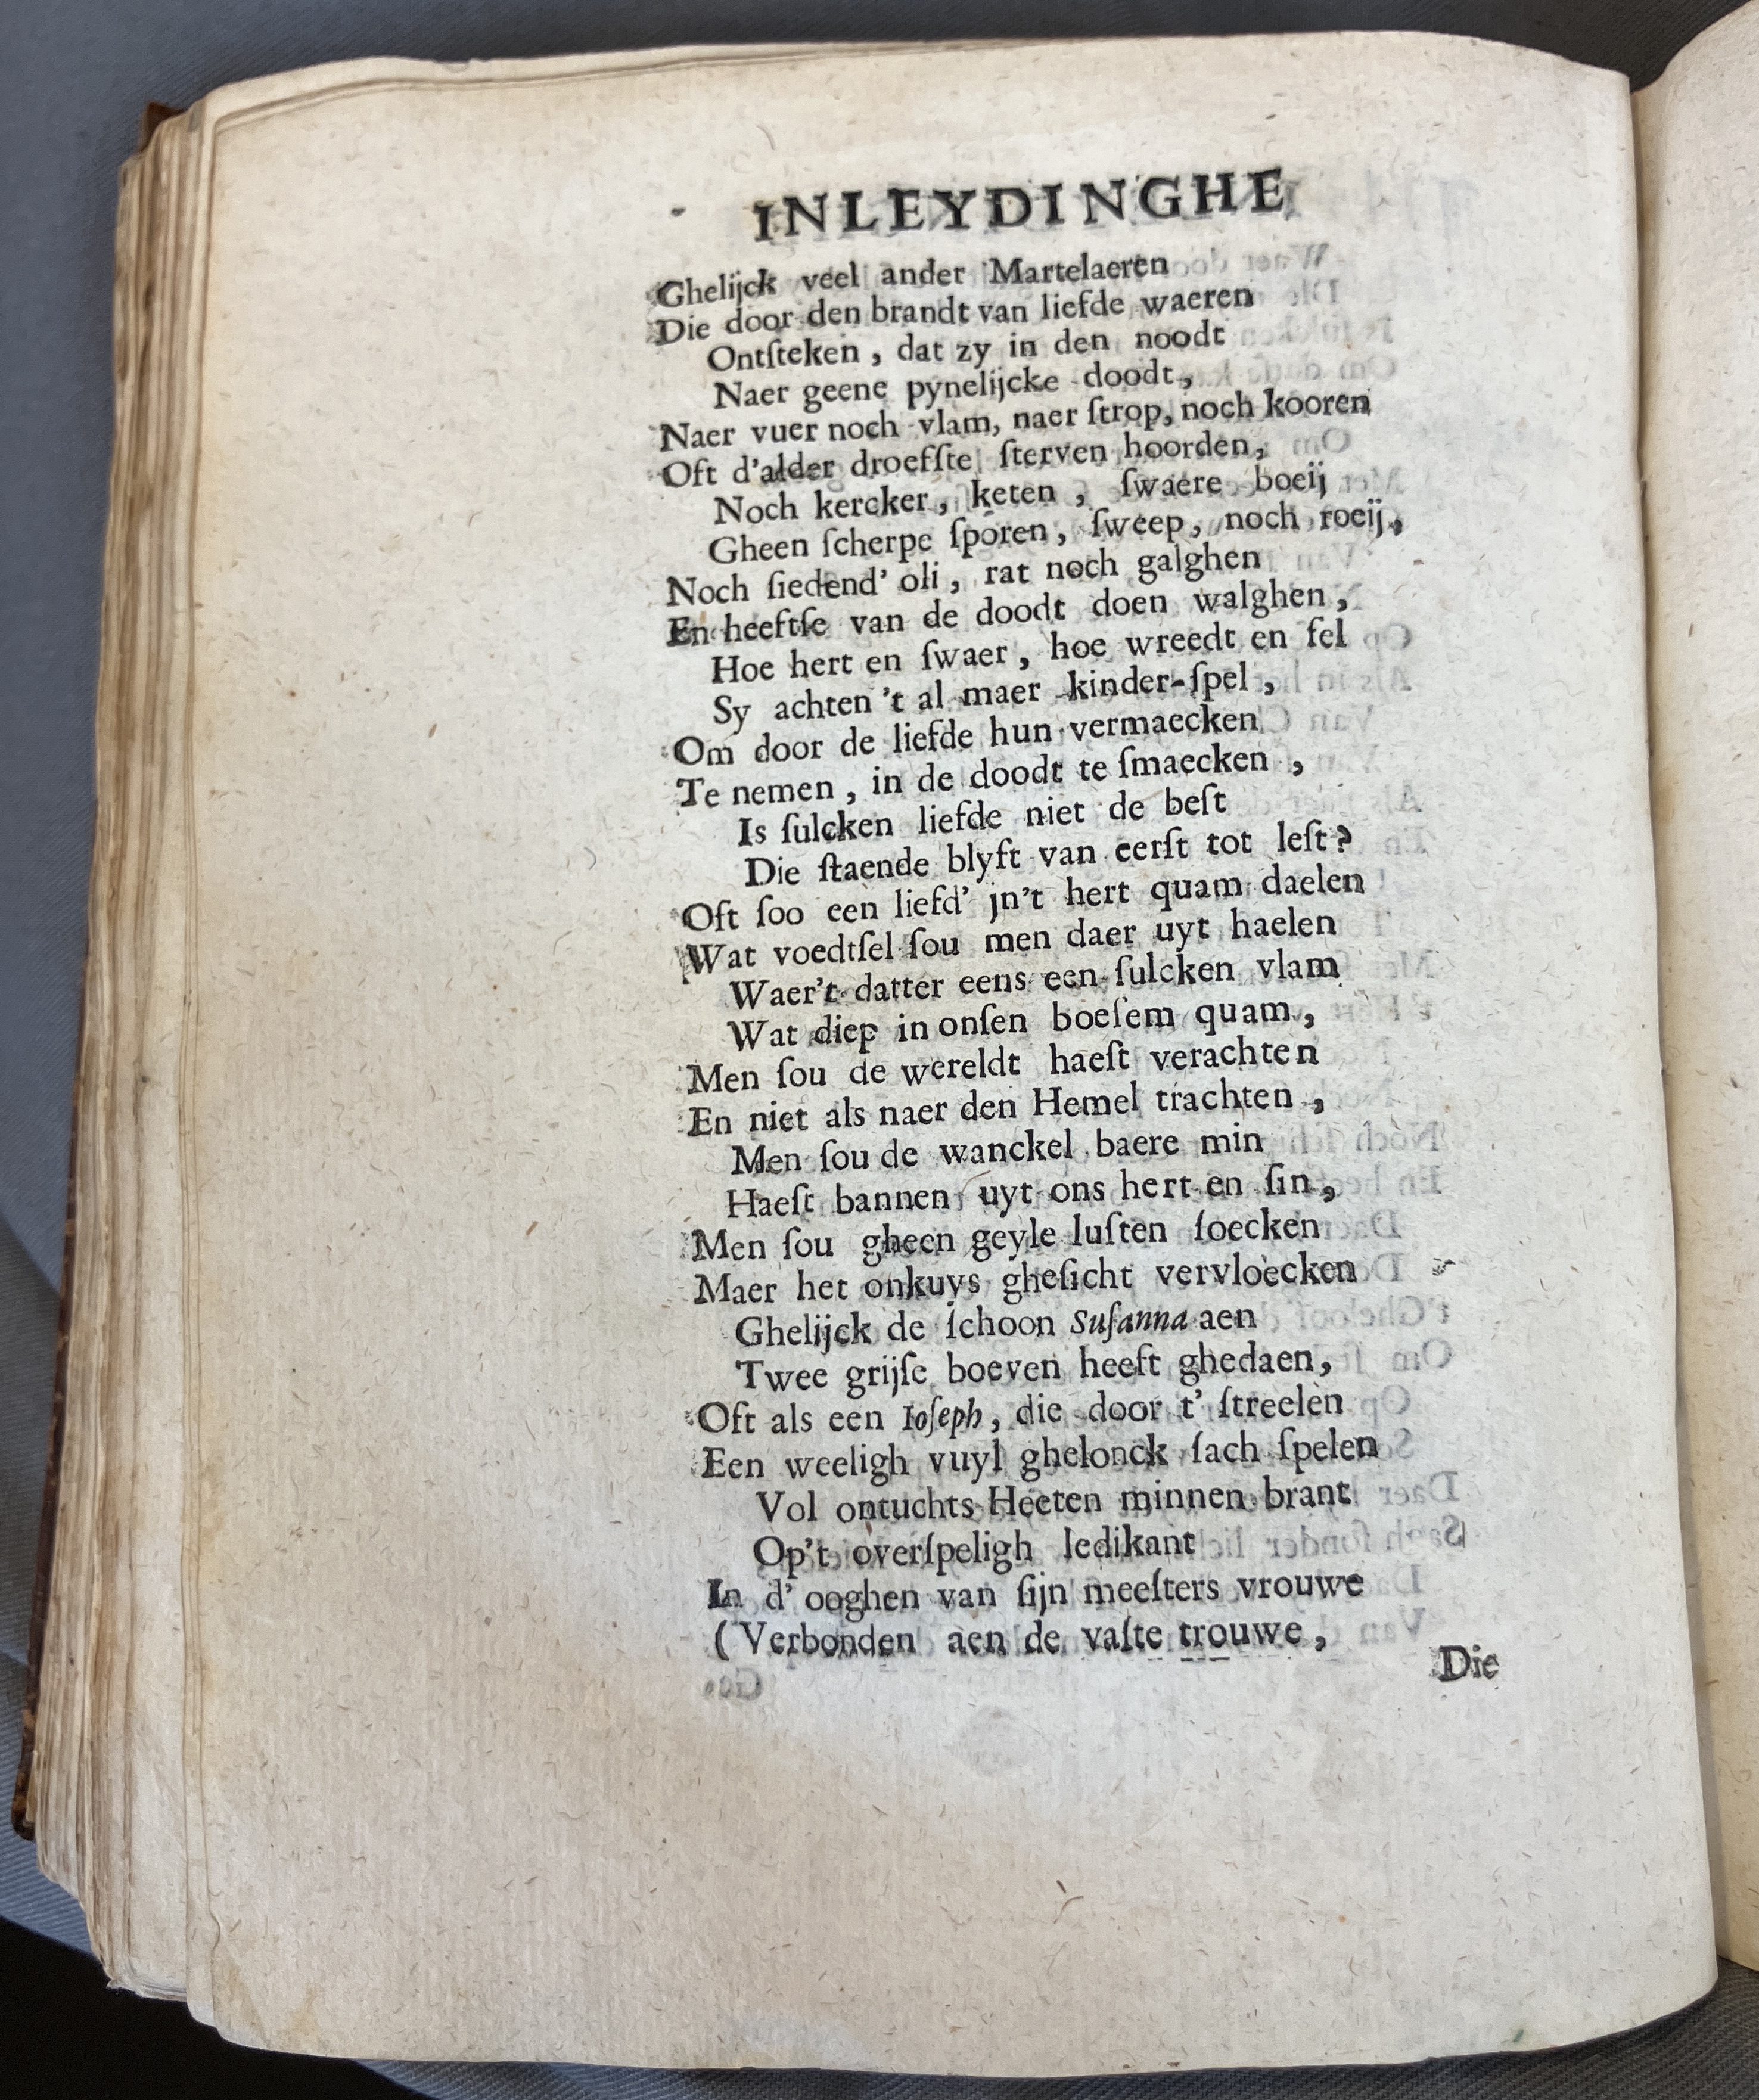 INLEYDINGHE
Ghelijck veel ander Martelaeren
Die door den brandt van liefde waeren
Ontſteken, dat zy in den noodt
Naer geene pynelijcke doodt,
Naer vuer noch vlam, naer ſtrop, noch kooren
Oft d'alder droefſte ſterven hoorden,
Noch kercker, keten, ſwaere boeij
Gheen ſcherpe ſporen, ſweep, noch roeij,
Noch ſiedend' oli, rat noch galghen
En heeftſe van de doodt doen walghen,
Hoe hert en ſwaer, hoe wreedt en fel
Sy achten 't al maer kinder-ſpel,
Om door de liefde hun vermaecken
Te nemen, in de doodt te ſmaecken,
Is ſulcken liefde niet de beſt
Die ſtaende blyft van eerſt tot leſt?
Oft ſoo een liefd' jn't hert quam daelen
Wat voedtſel ſou men daer uyt haelen
Waer't datter eens een ſulcken vlam
Wat diep in onſen boeſem quam,
Men ſou de wereldt haeſt verachten
En niet als naer den Hemel trachten,
Men ſou de wanckel baere min
Haeſt bannen uyt ons hert en ſin,
Men ſou gheen geyle luſten ſoecken
Maer het onkuys gheſicht vervloecken
Ghelijck de ſchoon Suſanna aen
Twee grijſe boeven heeft ghedaen,
Oft als een Ioſeph, die door t' ſtreelen
Een weeligh vuyl ghelonck ſach ſpelen
Vol ontuchts Heeten minnen brant
Op't overſpeligh ledikant
In d' ooghen van ſijn meeſters vrouwe
(Verbonden aen de vaſte trouwe,
Die